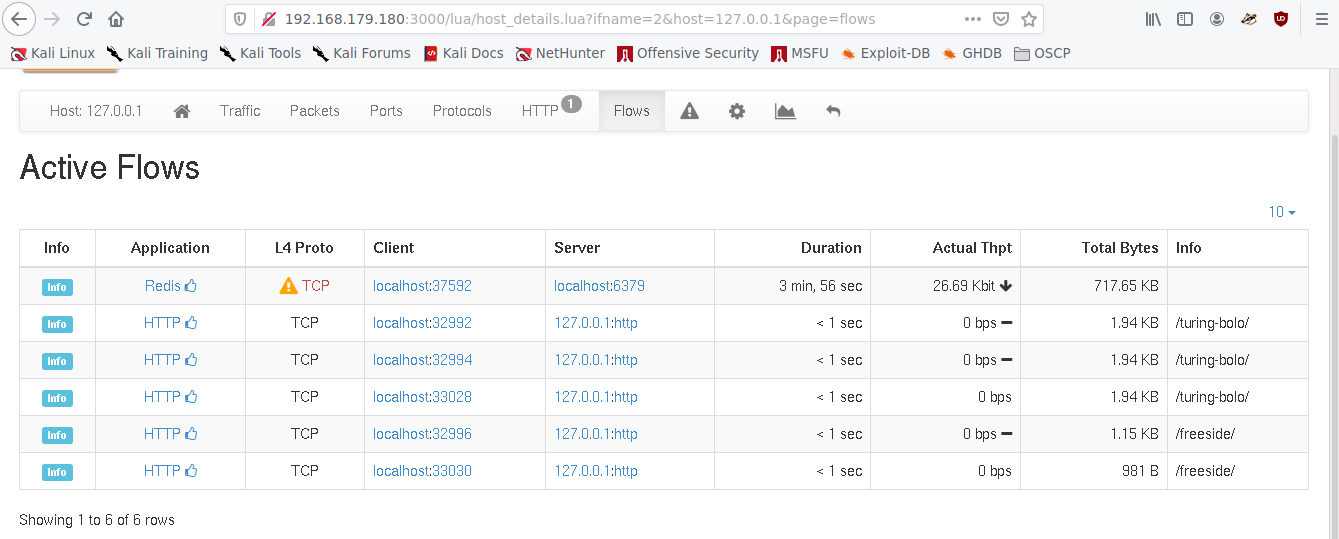 192.168.179.180:3000/lua/host_details.lua?ifname=2&host=127.0.0.1&page=flows
Kali Linux Kali Training Kali Tools Kali Forums Kali Docs NetHunter Offensive Security MSFU Exploit-DB GHDB OSCP
Host: 127.0.0.1 Traffic Packets Ports Protocols HTTP 1 Flows
Active Flows
10
Info Application L4 Proto Client Server Duration Actual Thpt Total Bytes Info
Info Redis TCP localhost:37592 localhost:6379 3 min, 56 sec 26.69 Kbit 717.65 KB
Info HTTP TCP localhost:32992 127.0.0.1:http < 1 sec 0 bps 1.94 KB /turing-bolo/
Info HTTP TCP localhost:32994 127.0.0.1:http < 1 sec 0 bps 1.94 KB /turing-bolo/
Info HTTP TCP localhost:33028 127.0.0.1:http < 1 sec 0 bps 1.94 KB /turing-bolo/
Info HTTP TCP localhost:32996 127.0.0.1:http < 1 sec 0 bps 1.15 KB /freeside/
Info HTTP TCP localhost:33030 127.0.0.1:http < 1 sec 0 bps 981 B /freeside/
Showing 1 to 6 of 6 rows